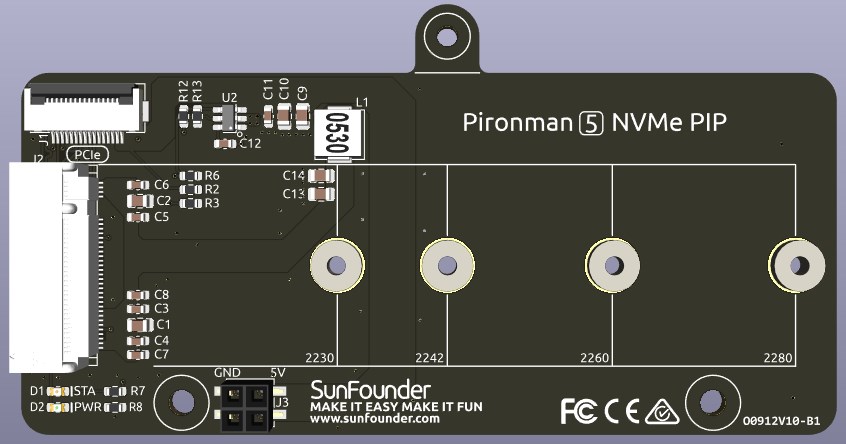 R12
R13
U2
C11
C10
C9
L1
0530
C12
J1
PCIe
J2
Pironman 5 NVMe PIP
C14
C13
C6
C2
C5
R6
R2
R3
C8
C3
C1
C4
C7
2230
2242
2260
2280
GND
5V
J3
D1 STA
R7
D2 PWR
R8
SunFounder
MAKE IT EASY MAKE IT FUN
www.sunfounder.com
FC CE
O0912V10-B1